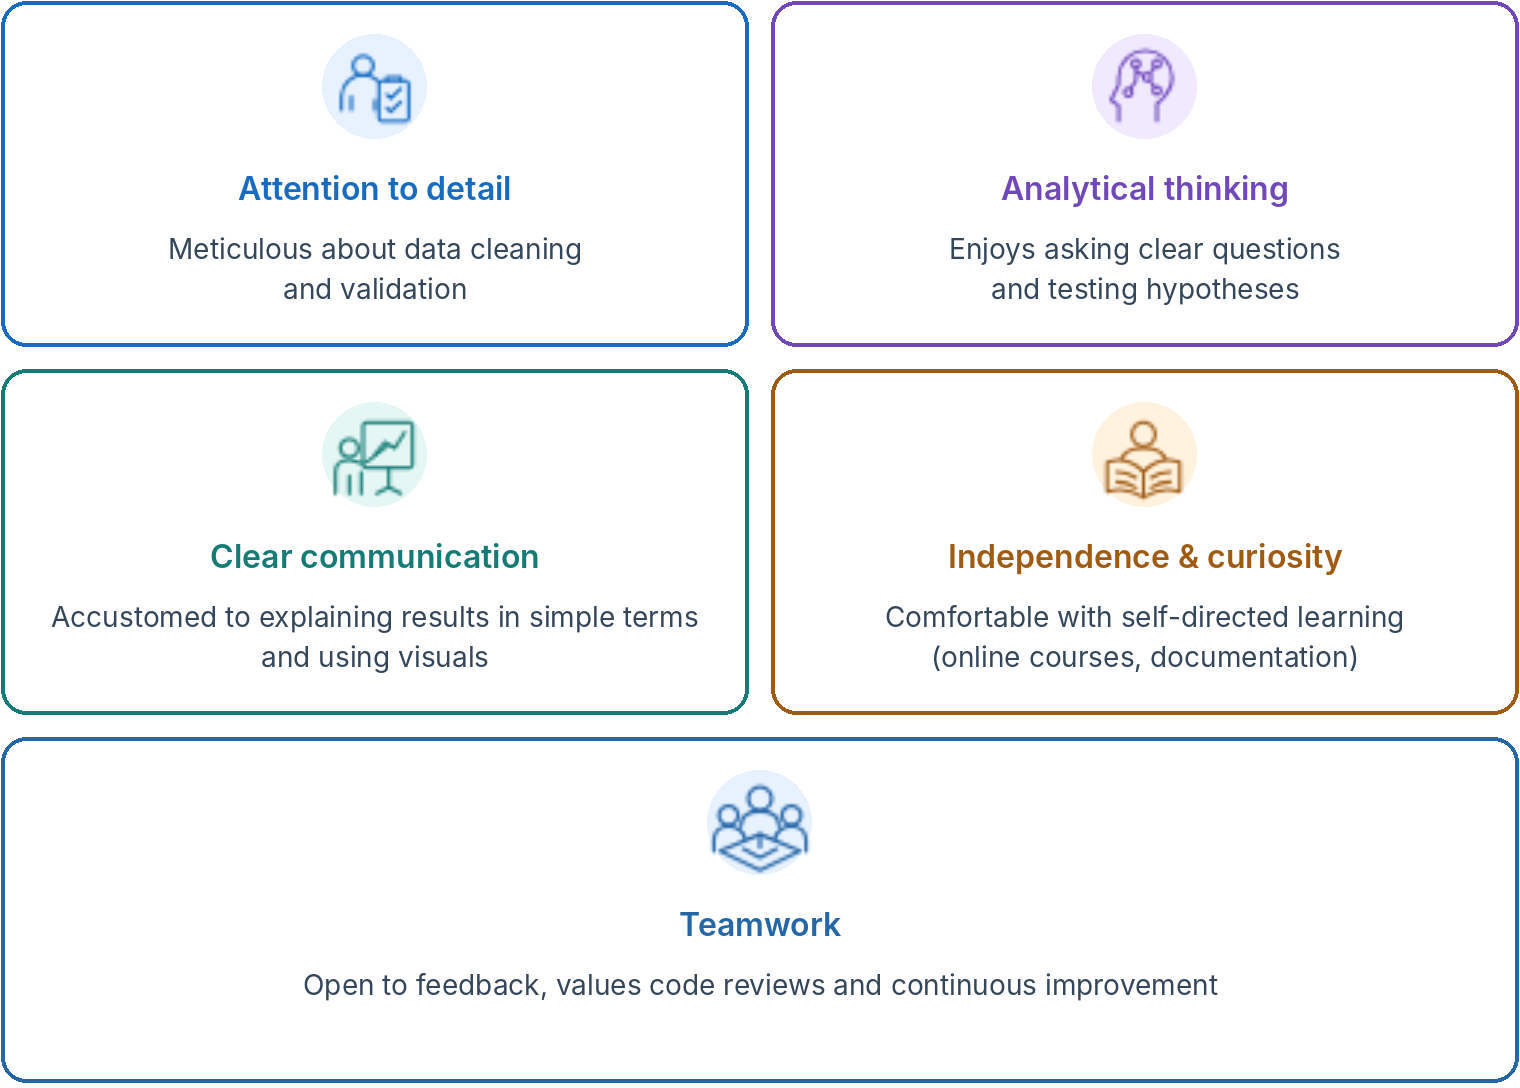 Attention to detail
Meticulous about data cleaning
and validation
Analytical thinking
Enjoys asking clear questions
and testing hypotheses
Clear communication
Accustomed to explaining results in simple terms
and using visuals
Independence & curiosity
Comfortable with self-directed learning
(online courses, documentation)
Teamwork
Open to feedback, values code reviews and continuous improvement